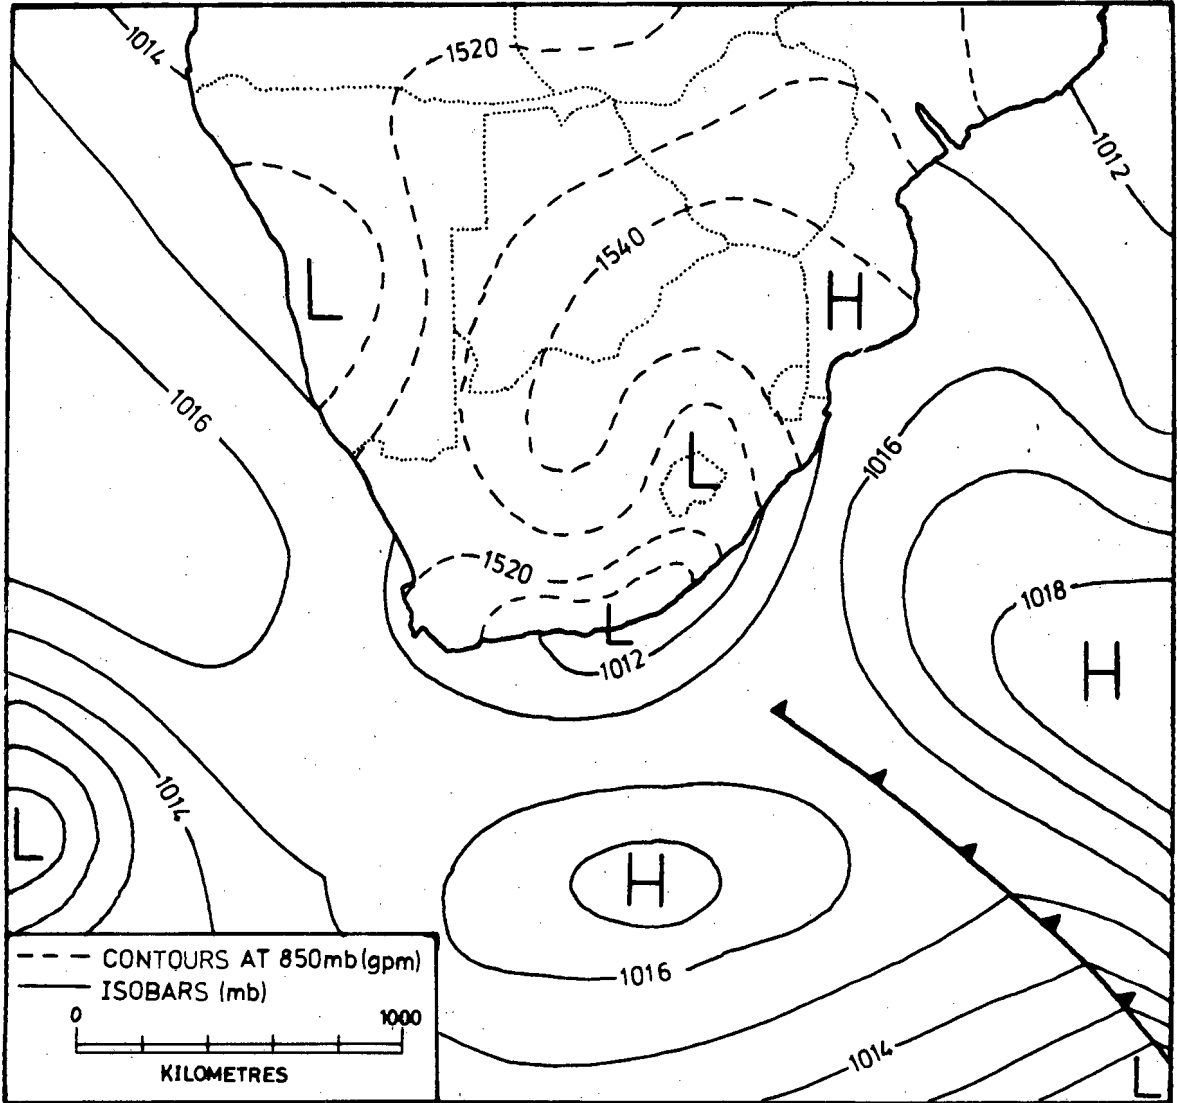 1014
1520
1012
1540
L
H
1016
1016
L
1520
1018
L
1012
H
1014
L
H
1016
1014
L
CONTOURS AT 850mb(gpm)
ISOBARS (mb)
0 1000
KILOMETRES